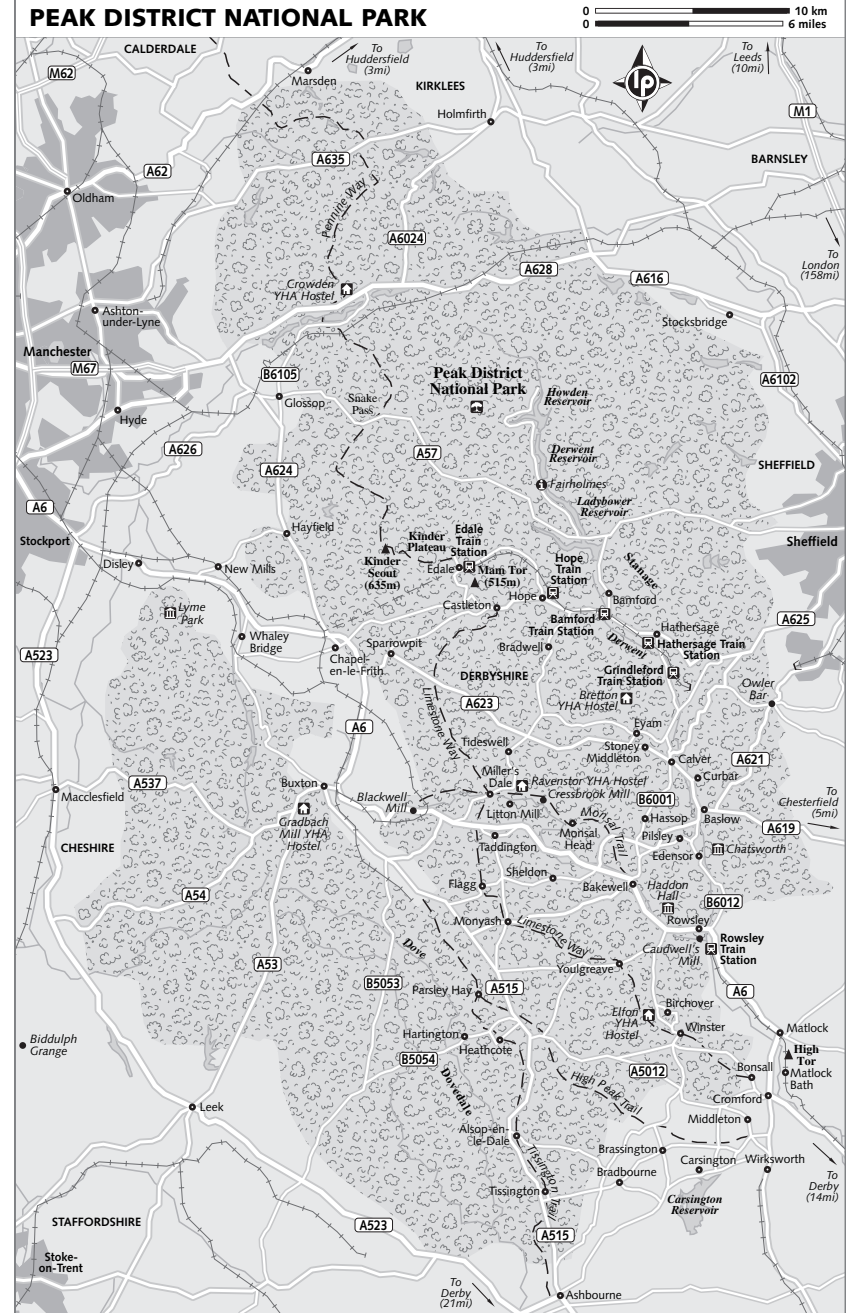 PEAK DISTRICT NATIONAL PARK
0 10 km
0 6 miles
CALDERDALE
To
Huddersfield
(3mi)
To
Huddersfield
(3mi)
To
Leeds
(10mi)
M62
Marsden
KIRKLEES
lp
Holmfirth
M1
A635
A62
BARNSLEY
Oldham
Pennine Way
A6024
To
London
(158mi)
A628
A616
Crowden
YHA Hostel
Ashton-
under-Lyne
Stocksbridge
Manchester
M67
B6105
Peak District
National Park
A6102
Glossop
Snake
Pass
Howden
Reservoir
Hyde
A626
A57
Derwent
Reservoir
A624
SHEFFIELD
Fairholmes
A6
Ladybower
Reservoir
Hayfield
Stockport
Kinder
Plateau
Edale
Train
Station
Sheffield
Disley
New Mills
Kinder
Scout
(635m)
Edale
Mam Tor
(515m)
Hope
Train
Station
Stanage
Lyme
Park
Castleton
Hope
Bamford
A625
Bamford
Train Station
Hathersage
Whaley
Bridge
Hathersage Train
Station
A523
Chapel-
en-le-Frith
Sparrowpit
Bradwell
Derwent
DERBYSHIRE
Grindleford
Train Station
Bretton
YHA Hostel
Owler
Bar
A623
Limestone Way
A6
Eyam
Tideswell
Stoney
Middleton
Calver
A621
Miller's
Dale
Ravenstor YHA Hostel
Curbar
A537
Buxton
Cressbrook Mill
B6001
To
Chesterfield
(5mi)
Macclesfield
Blackwell
Mill
Litton Mill
Monsal Trail
Hassop
Baslow
A619
Gradbach
Mill YHA
Hostel
Monsal
Head
Pilsley
CHESHIRE
Taddington
Edensor
Chatsworth
Sheldon
A54
Flagg
Bakewell
Haddon
Hall
B6012
Monyash
Limestone Way
Rowsley
Caudwell's
Mill
Rowsley
Train
Station
Dove
A53
Youlgreave
B5053
Parsley Hay
A515
A6
Birchover
Elfon
YHA
Hostel
Biddulph
Grange
Hartington
Winster
Matlock
Heathcote
High
Tor
B5054
Bonsall
Matlock
Bath
A5012
Dovedale
High Peak Trail
Cromford
Leek
Middleton
Alsop-en-
le-Dale
Brassington
Carsington
Wirksworth
Tissington Trail
Bradbourne
To
Derby
(14mi)
Tissington
Carsington
Reservoir
STAFFORDSHIRE
A523
A515
Stoke-
on-Trent
To
Derby
(21mi)
Ashbourne